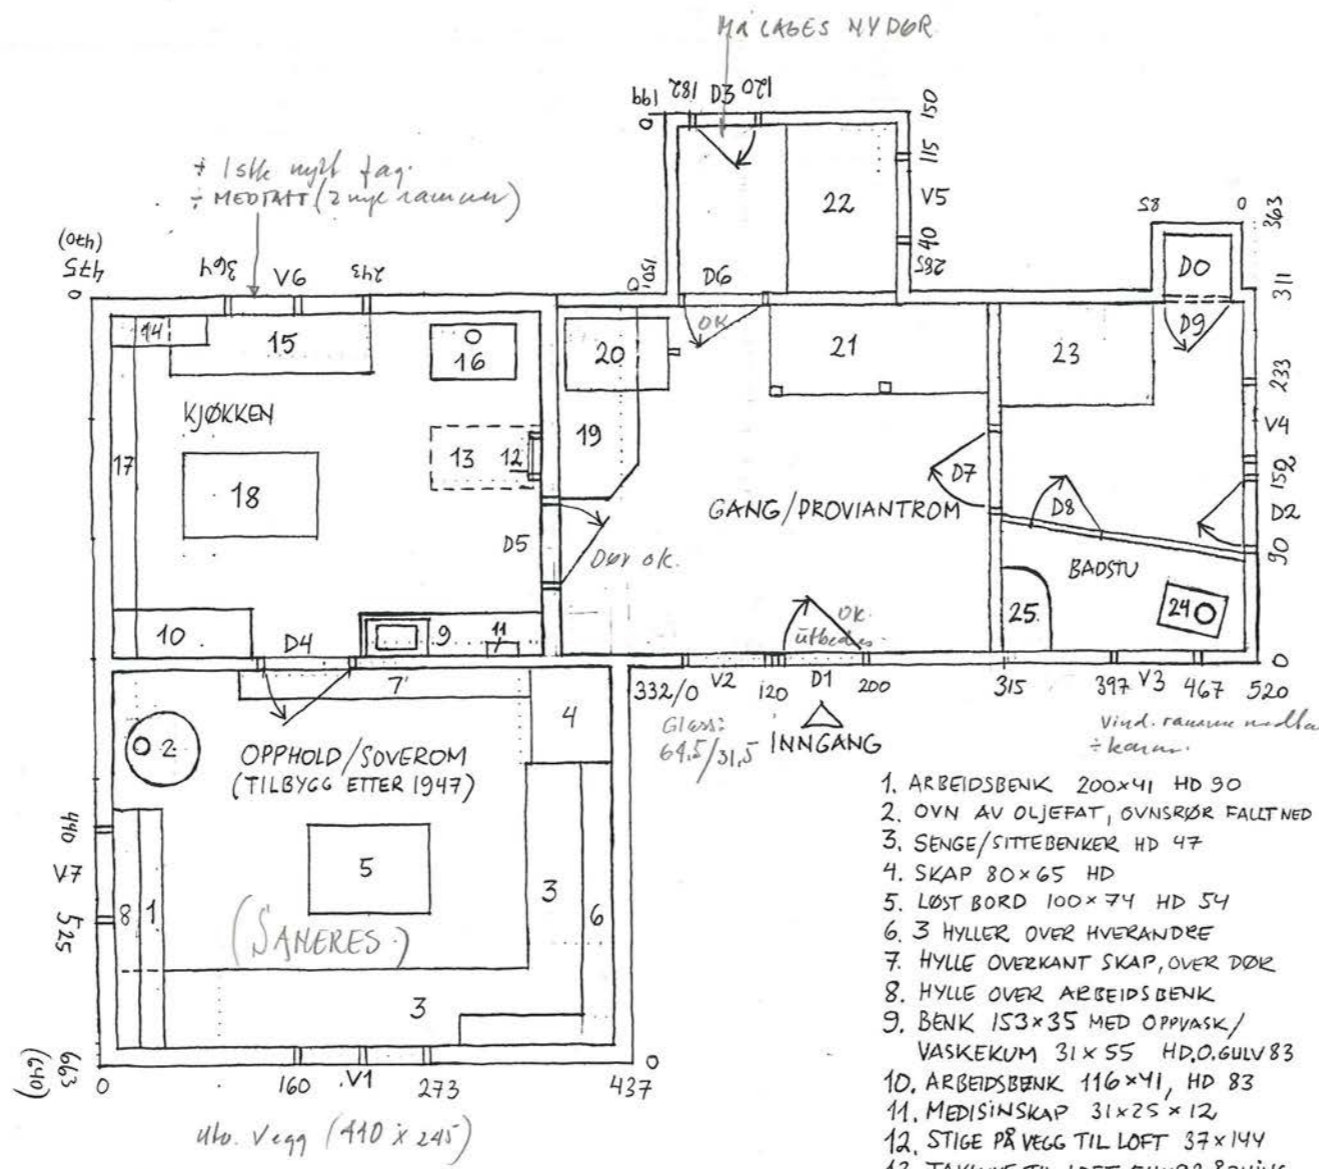 MÅ LAGES NY DØR
199 0 182 D3 120
150
115
V5
40
285
22
+ 1 stk nytt fag.
÷ MEDTATT (2 nye rammer)
(470)
475
0
364 V6 243
0
150
D6
OK
85 0
363
311
D0
D9
14
15
16
20
21
23
233
V4
KJØKKEN
17
18
13 12
19
GANG/PROVIANTROM
D7
D8
152
D2
90
D5
Dør ok.
BADSTU
OK
utbedes
10
D4
9
11
25
24
0
7
332/0 V2 120 D1 200 315 397 V3 467 520
Glass:
64,5/31,5
INNGANG
Vind. ramme
÷ karm.
2
4
OPPHOLD/SOVEROM
(TILBYGG ETTER 1947)
440
V7
525
5
3
6
8 1
(SANERES)
3
663
(640)
0 160 V1 273 437
0
Utv. Vegg (410 x 245)
1. ARBEIDSBENK 200×41 HD 90
2. OVN AV OLJEFAT, OVNSRØR FALLT NED
3. SENGE/SITTEBENKER HD 47
4. SKAP 80×65 HD
5. LØST BORD 100×74 HD 54
6. 3 HYLLER OVER HVERANDRE
7. HYLLE OVERKANT SKAP, OVER DØR
8. HYLLE OVER ARBEIDSBENK
9. BENK 153×35 MED OPPVASK/
VASKEKUM 31×55 HD.O.GULV 83
10. ARBEIDSBENK 116×41, HD 83
11. MEDISINSKAP 31×25×12
12. STIGE PÅ VEGG TIL LOFT 37×144